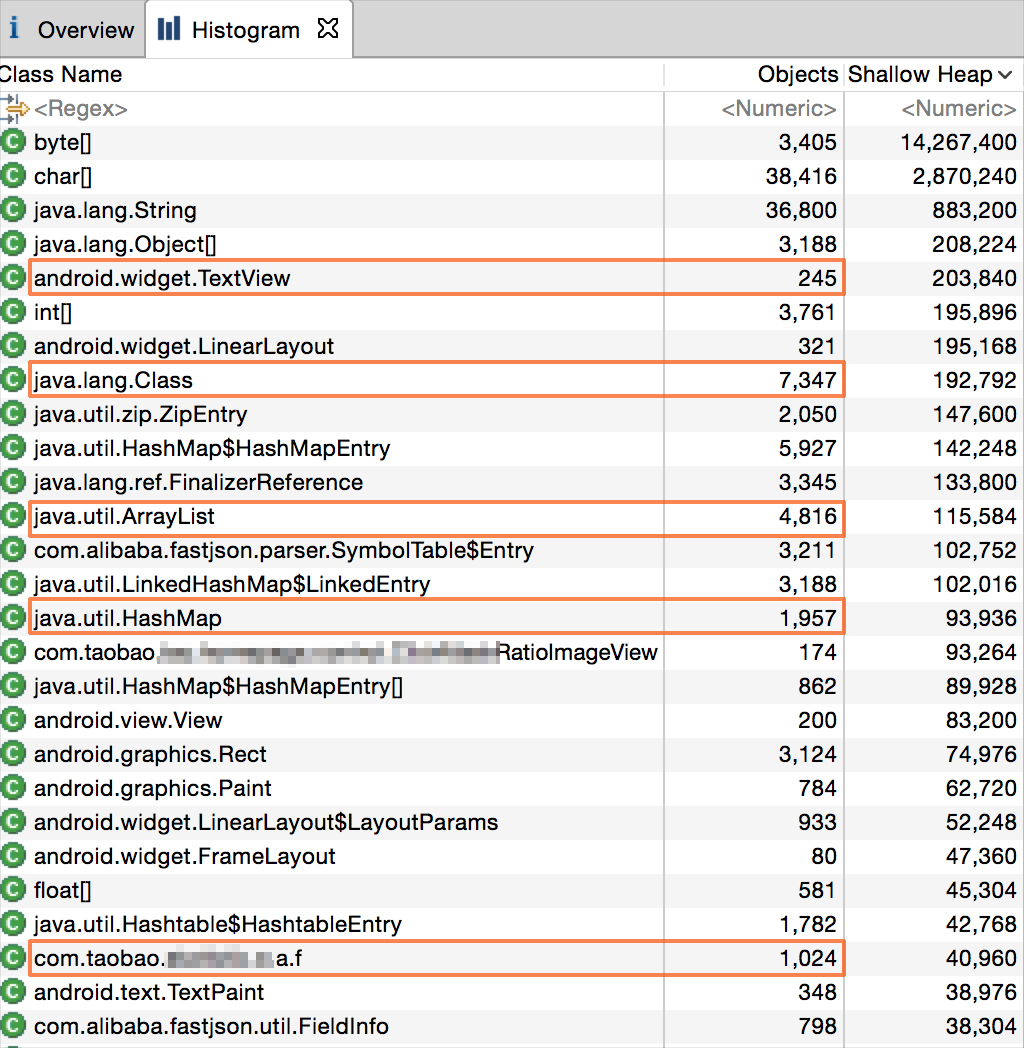 Overview Histogram
Class Name Objects Shallow Heap
<Regex> <Numeric> <Numeric>
byte[] 3,405 14,267,400
char[] 38,416 2,870,240
java.lang.String 36,800 883,200
java.lang.Object[] 3,188 208,224
android.widget.TextView 245 203,840
int[] 3,761 195,896
android.widget.LinearLayout 321 195,168
java.lang.Class 7,347 192,792
java.util.zip.ZipEntry 2,050 147,600
java.util.HashMap$HashMapEntry 5,927 142,248
java.lang.ref.FinalizerReference 3,345 133,800
java.util.ArrayList 4,816 115,584
com.alibaba.fastjson.parser.SymbolTable$Entry 3,211 102,752
java.util.LinkedHashMap$LinkedEntry 3,188 102,016
java.util.HashMap 1,957 93,936
com.taobao. RatioImageView 174 93,264
java.util.HashMap$HashMapEntry[] 862 89,928
android.view.View 200 83,200
android.graphics.Rect 3,124 74,976
android.graphics.Paint 784 62,720
android.widget.LinearLayout$LayoutParams 933 52,248
android.widget.FrameLayout 80 47,360
float[] 581 45,304
java.util.Hashtable$HashtableEntry 1,782 42,768
com.taobao. a.f 1,024 40,960
android.text.TextPaint 348 38,976
com.alibaba.fastjson.util.FieldInfo 798 38,304